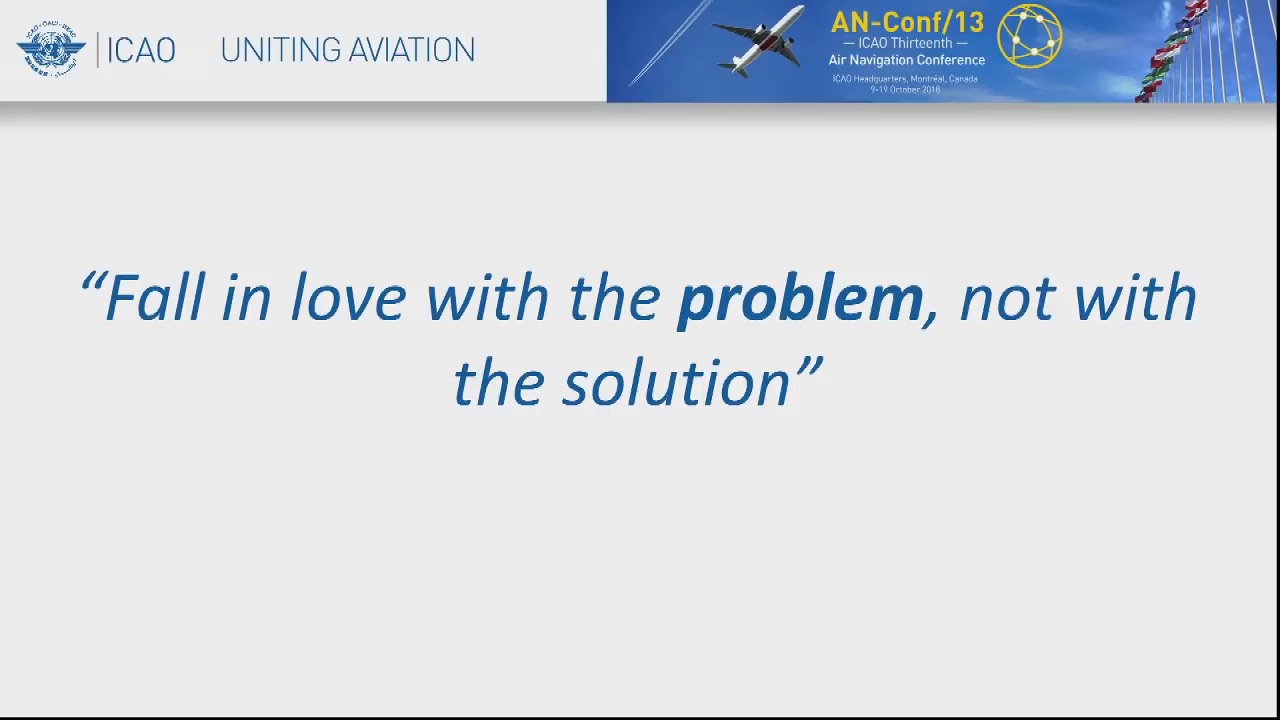 ICAO
UNITING AVIATION
AN-Conf/13
— ICAO Thirteenth —
Air Navigation Conference
ICAO Headquarters, Montréal, Canada
9-19 October 2018
“Fall in love with the problem, not with
the solution”